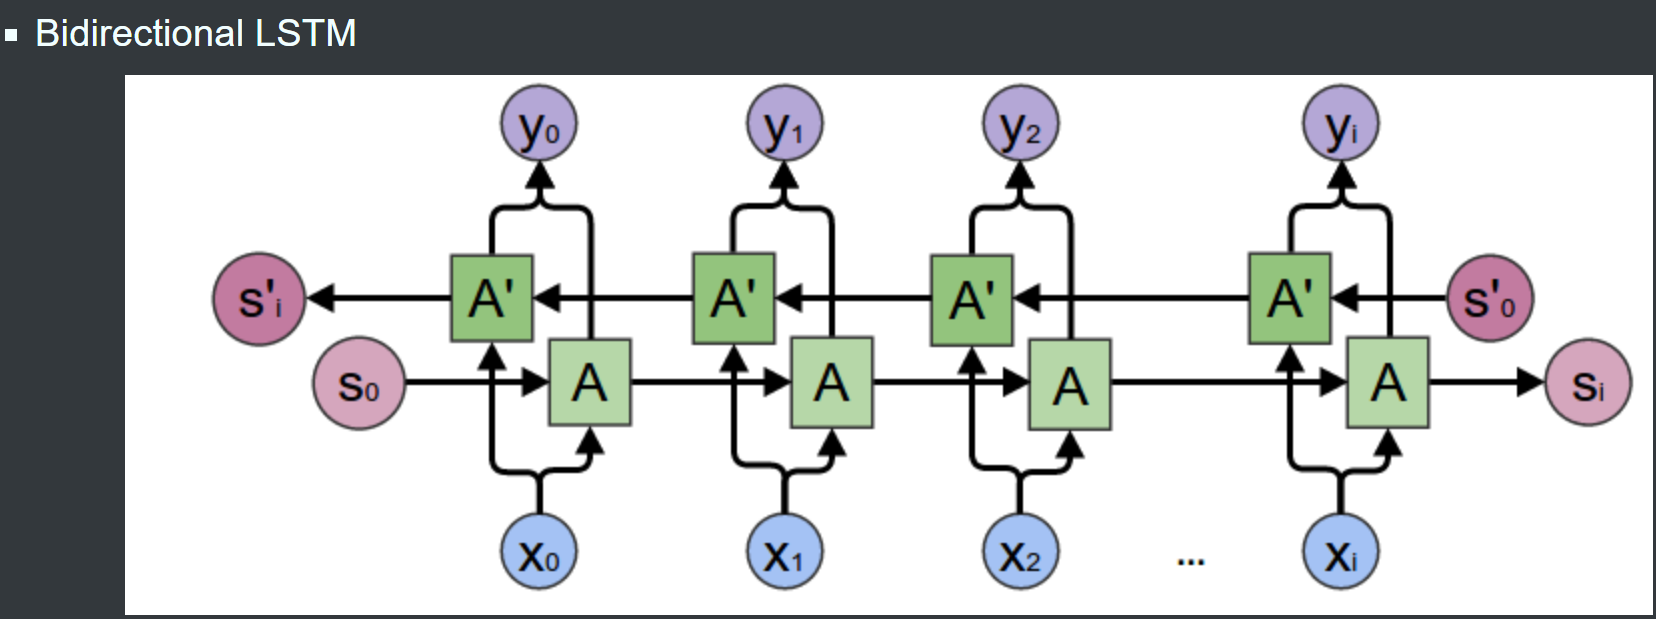 ▪ Bidirectional LSTM
y0 y1 y2 yi
s'i A' A' A' A' s'0
s0 A A A A si
x0 x1 x2 ... xi